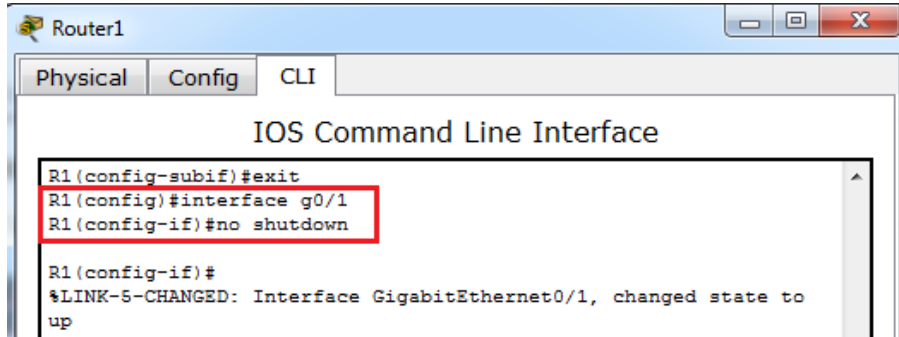 Router1
Physical Config CLI
IOS Command Line Interface
R1(config-subif)#exit
R1(config)#interface g0/1
R1(config-if)#no shutdown
R1(config-if)#
%LINK-5-CHANGED: Interface GigabitEthernet0/1, changed state to
up